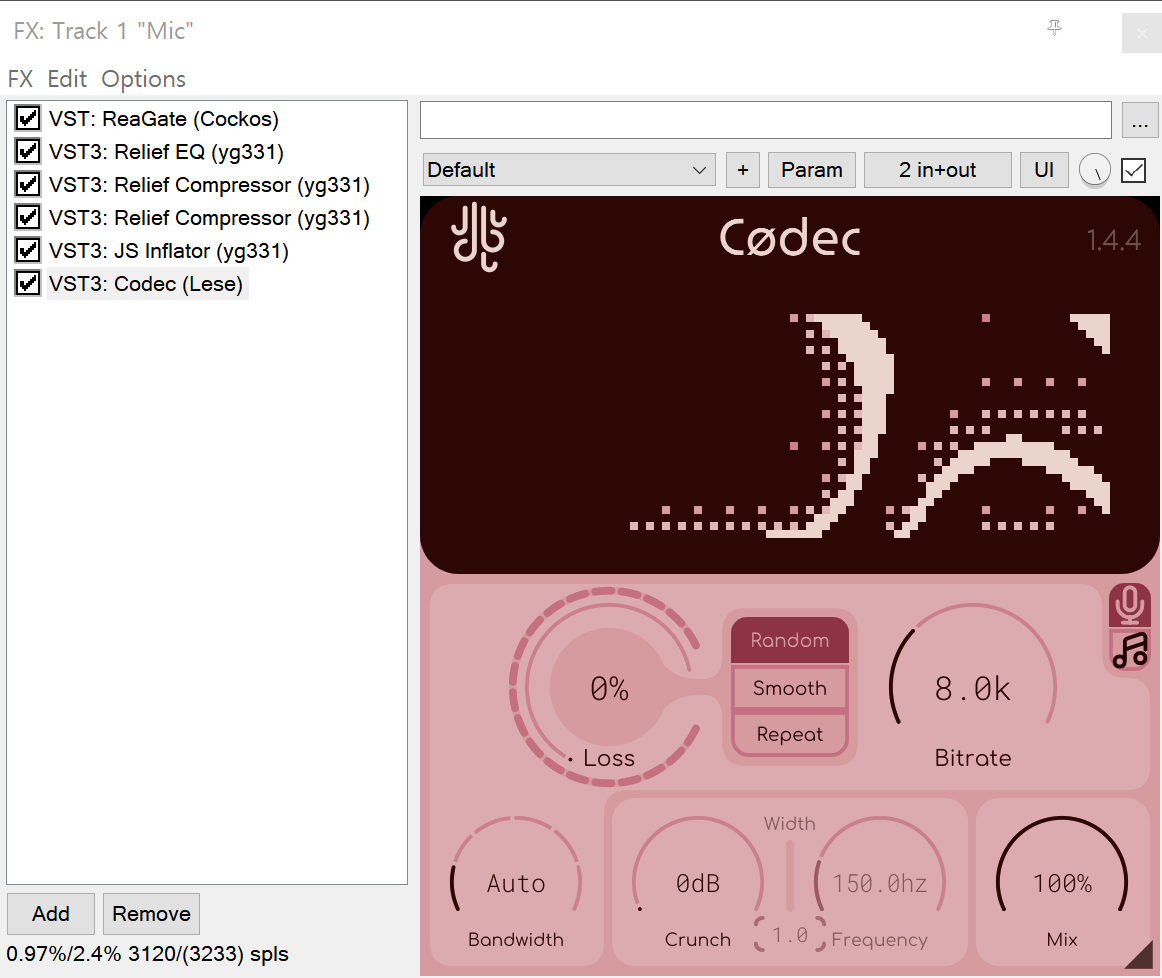 FX: Track 1 "Mic"
FX Edit Options
VST: ReaGate (Cockos)
VST3: Relief EQ (yg331)
VST3: Relief Compressor (yg331)
VST3: Relief Compressor (yg331)
VST3: JS Inflator (yg331)
VST3: Codec (Lese)
Add Remove
0.97%/2.4% 3120/(3233) spls
...
Default + Param 2 in+out UI
Cødec 1.4.4
0%
Loss
Random
Smooth
Repeat
8.0k
Bitrate
Auto
Bandwidth
0dB
Crunch
Width
1.0
150.0hz
Frequency
100%
Mix